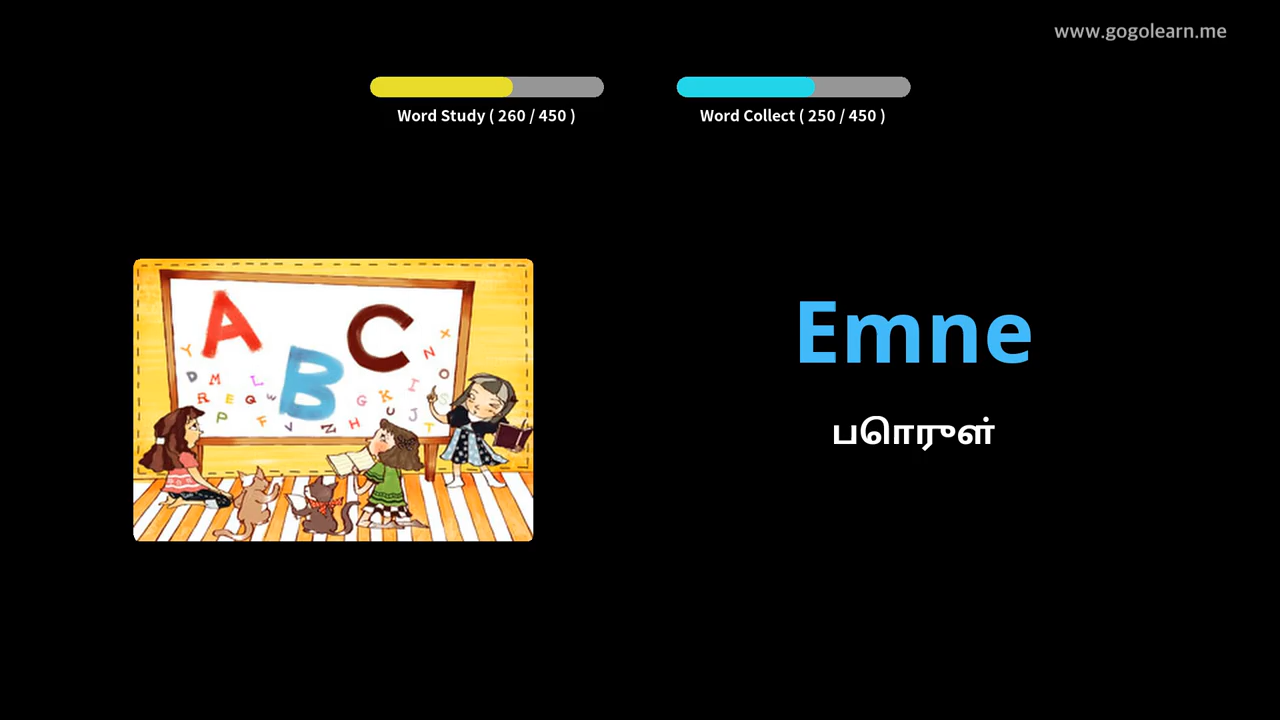 www.gogolearn.me
Word Study ( 260 / 450 )
Word Collect ( 250 / 450 )
A
B
C
Y
X
N
D M L O
R E Q W G K I S
P F V Z H U J T
Emne
பொருள்